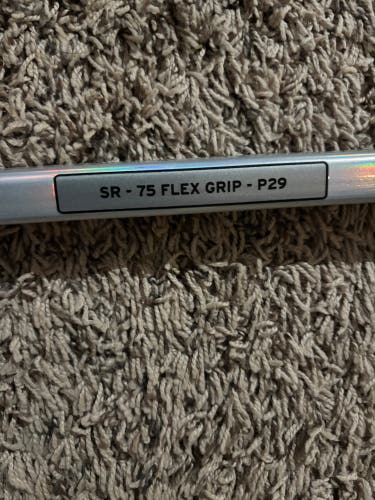 SR - 75 FLEX GRIP - P29